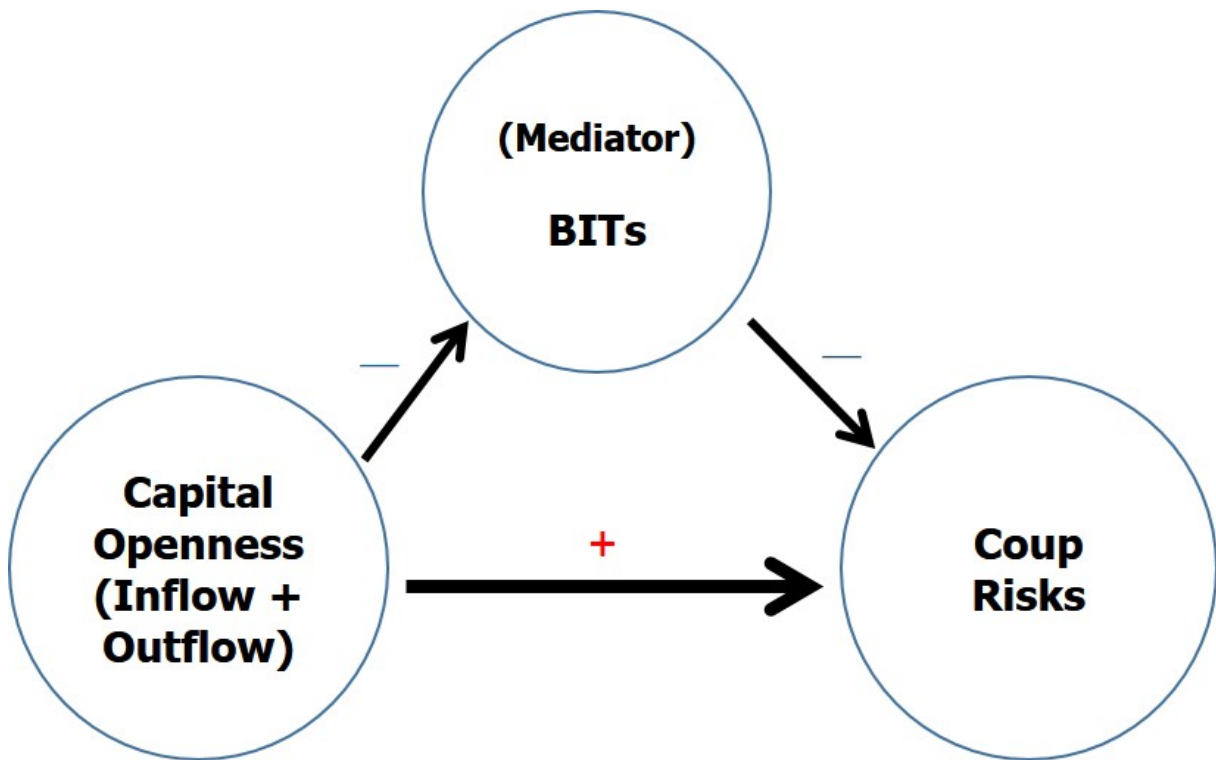 (Mediator)
BITs
—
—
Capital
Openness
(Inflow +
Outflow)
+
Coup
Risks